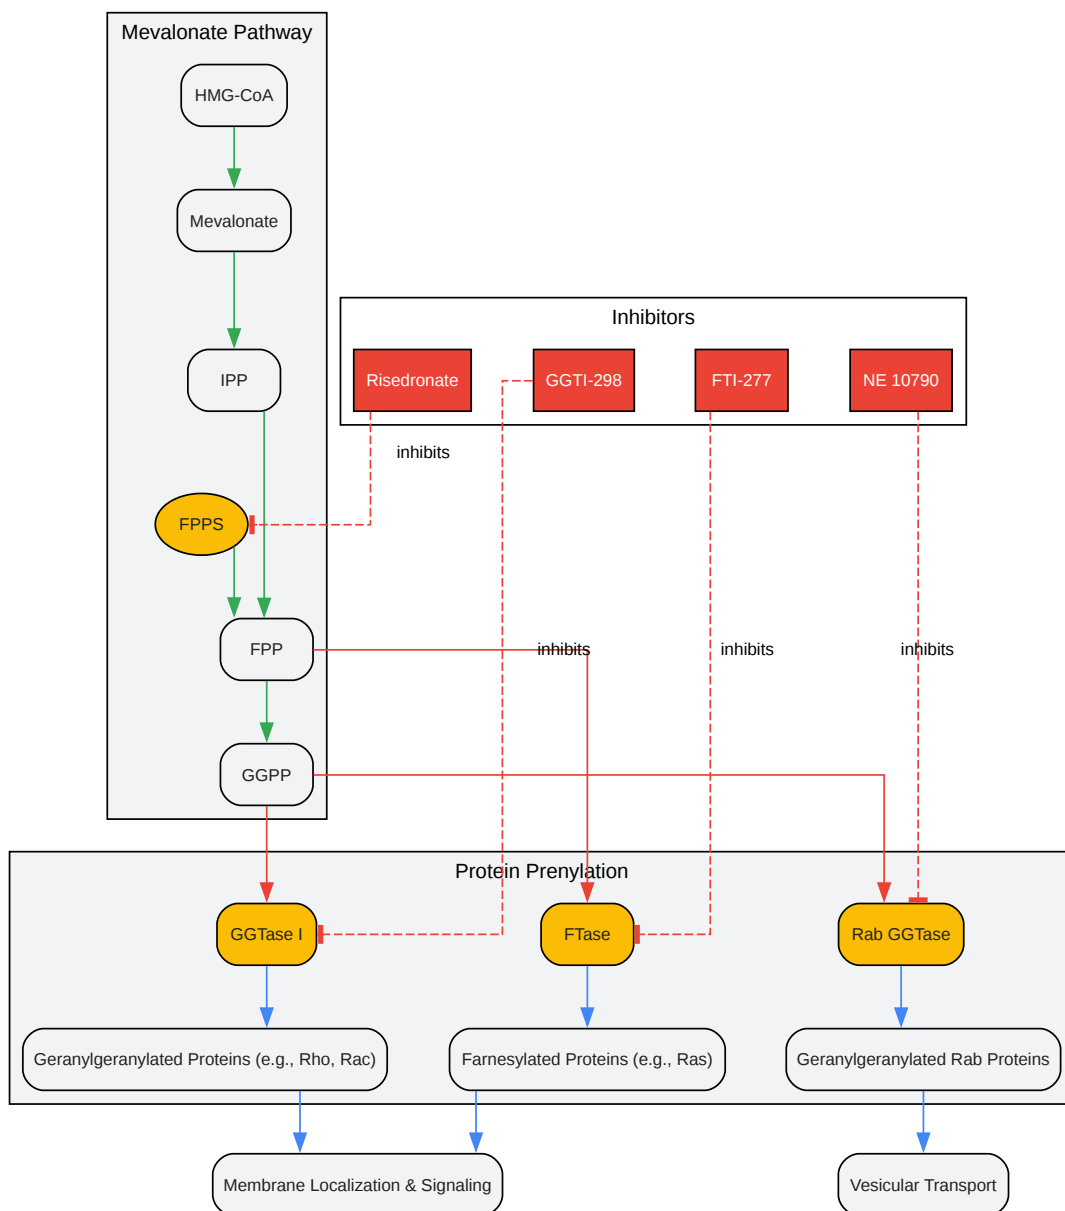 Mevalonate Pathway
HMG-CoA
Mevalonate
IPP
Inhibitors
Risedronate
GGTI-298
FTI-277
NE 10790
inhibits
FPPS
FPP
inhibits
inhibits
inhibits
GGPP
Protein Prenylation
GGTase I
FTase
Rab GGTase
Geranylgeranylated Proteins (e.g., Rho, Rac)
Farnesylated Proteins (e.g., Ras)
Geranylgeranylated Rab Proteins
Membrane Localization & Signaling
Vesicular Transport